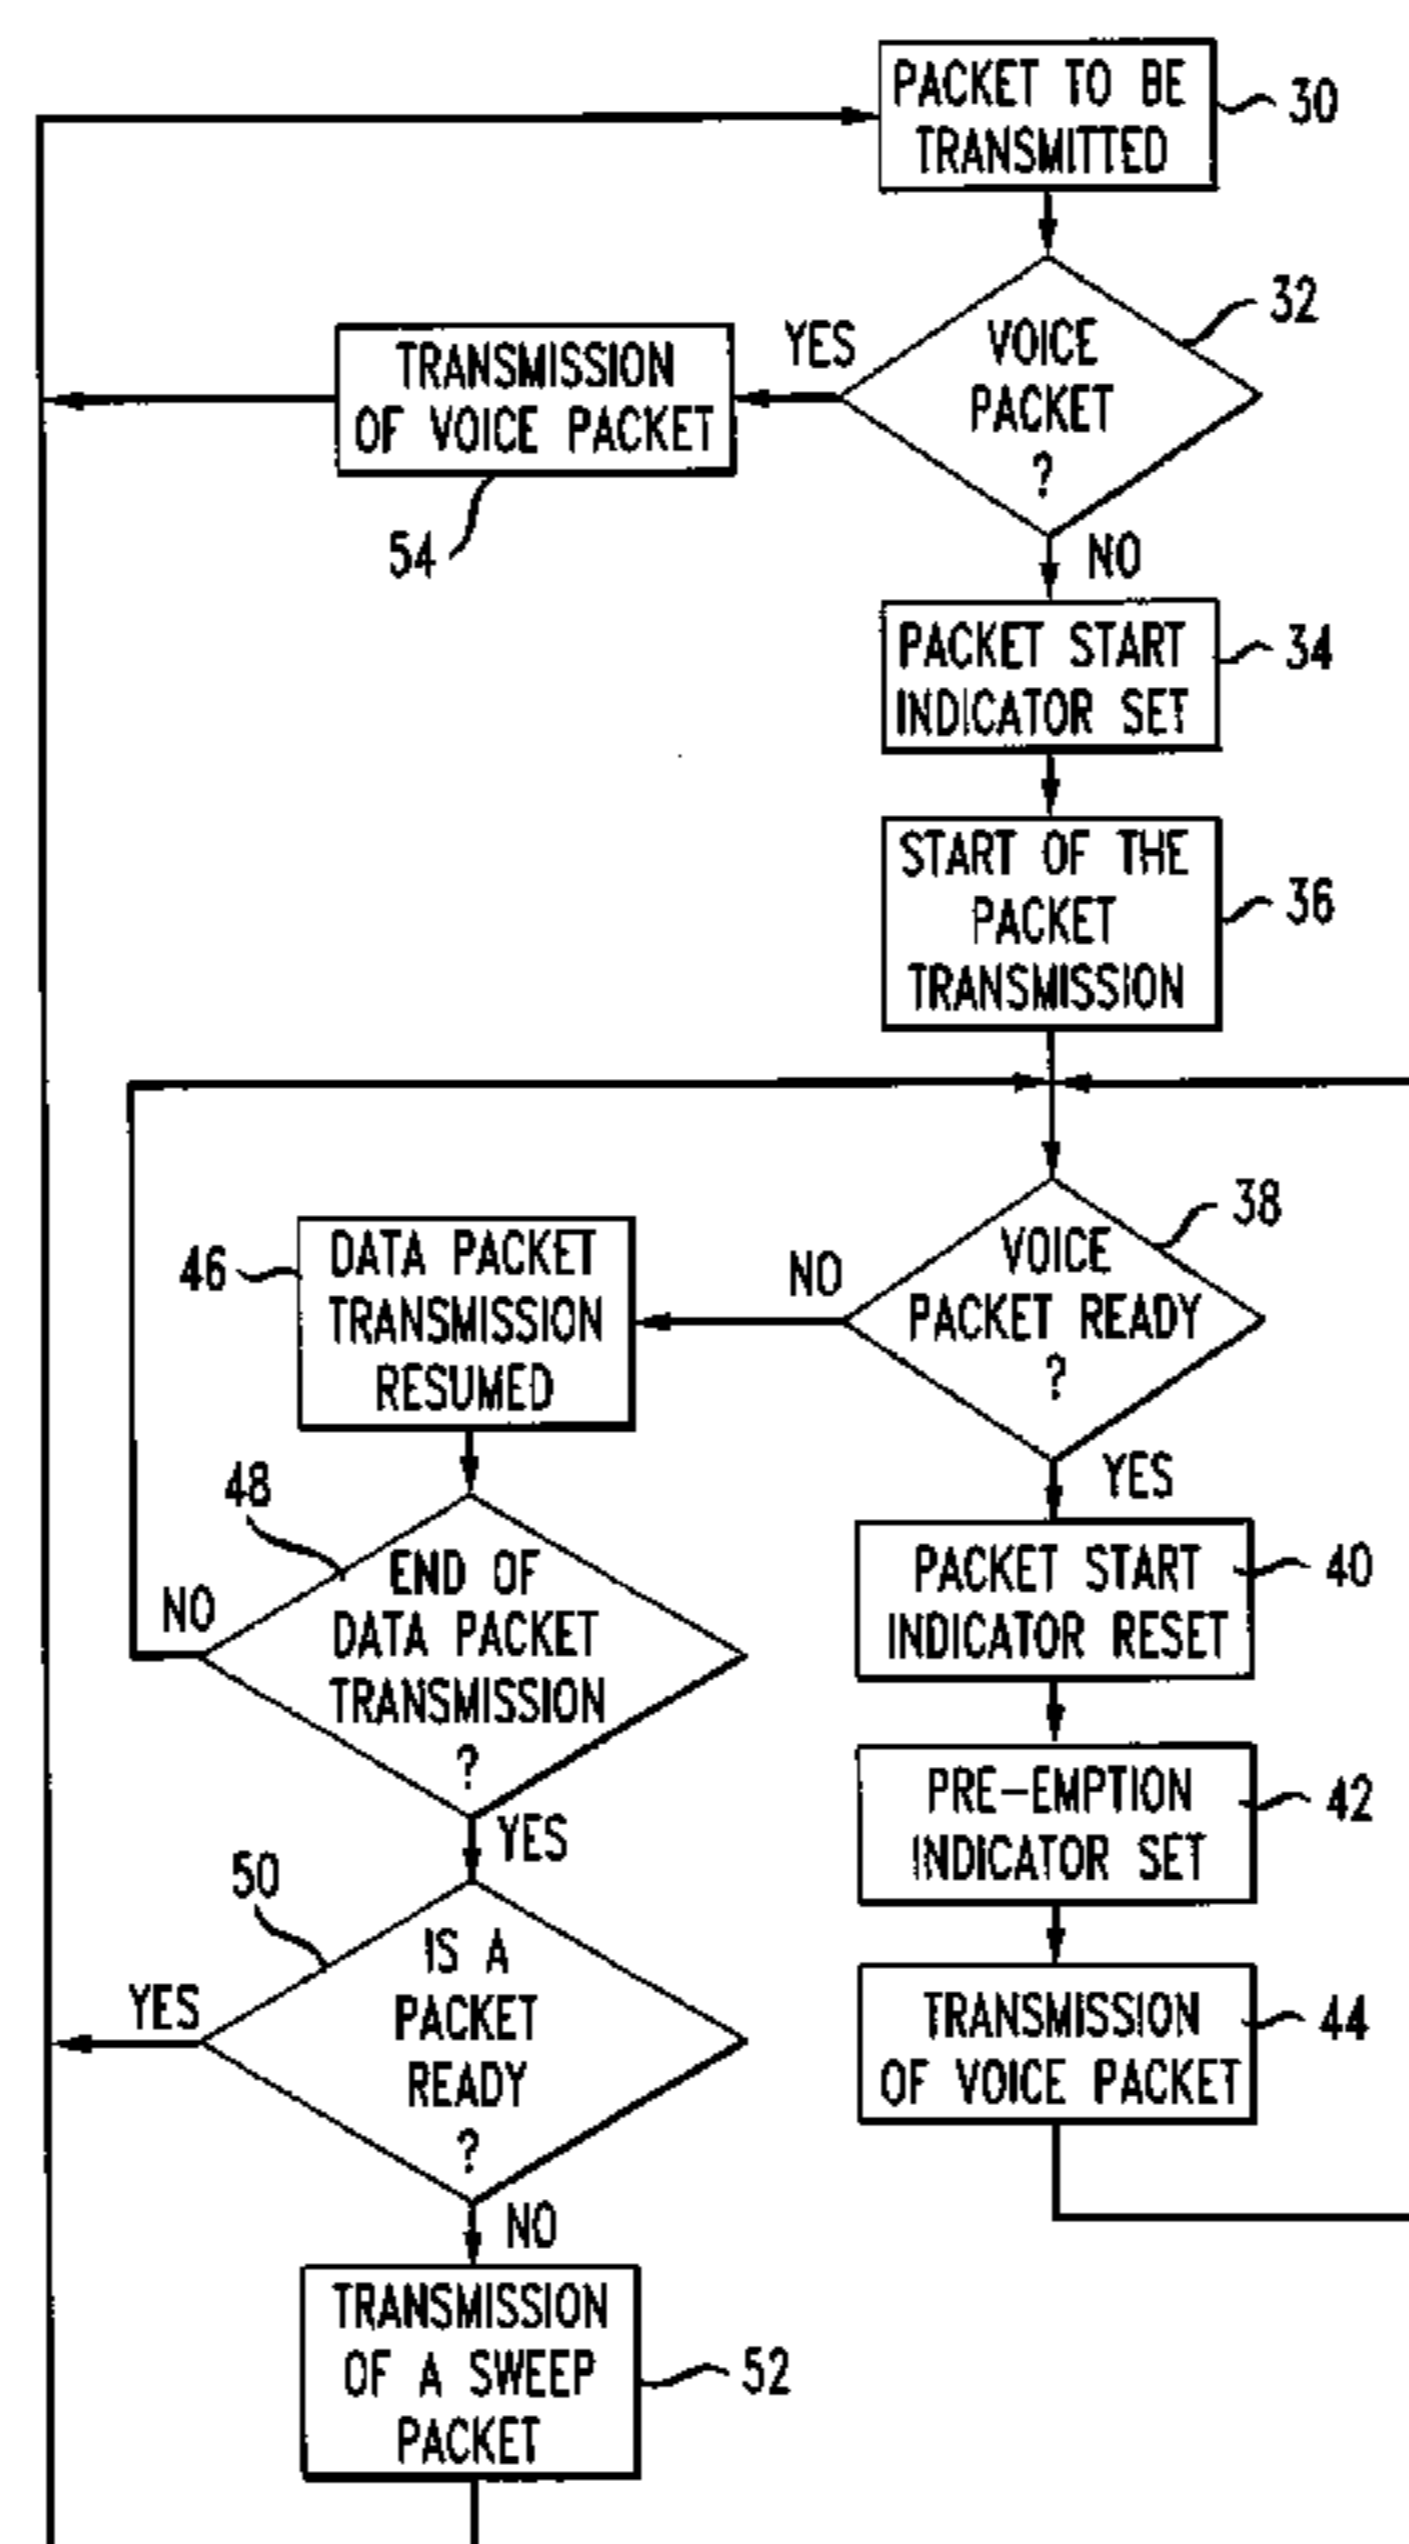 PACKET TO BE
TRANSMITTED
30
32
VOICE
PACKET
?
YES
TRANSMISSION
OF VOICE PACKET
54
NO
PACKET START
INDICATOR SET
34
START OF THE
PACKET
TRANSMISSION
36
38
VOICE
PACKET READY
?
NO
46
DATA PACKET
TRANSMISSION
RESUMED
YES
48
END OF
DATA PACKET
TRANSMISSION
?
NO
PACKET START
INDICATOR RESET
40
PRE-EMPTION
INDICATOR SET
42
YES
50
IS A
PACKET
READY
?
YES
TRANSMISSION
OF VOICE PACKET
44
NO
TRANSMISSION
OF A SWEEP
PACKET
52